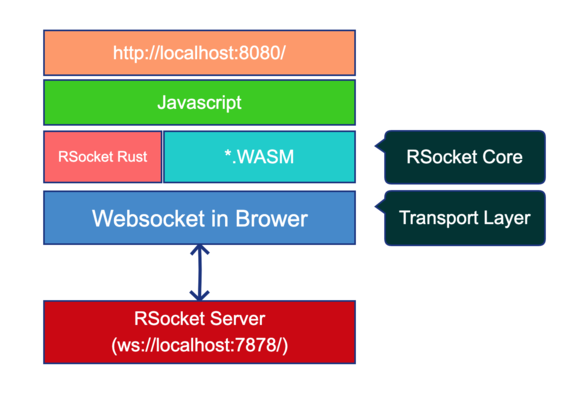 http://localhost:8080/
Javascript
RSocket Rust
*.WASM
RSocket Core
Websocket in Brower
Transport Layer
RSocket Server
(ws://localhost:7878/)